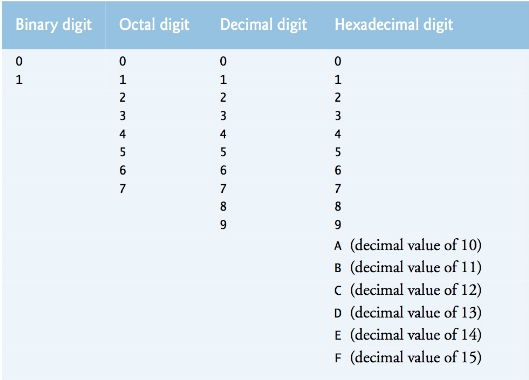 Binary digit Octal digit Decimal digit Hexadecimal digit
0 0 0 0
1 1 1 1
2 2 2
3 3 3
4 4 4
5 5 5
6 6 6
7 7 7
8 8
9 9
A (decimal value of 10)
B (decimal value of 11)
C (decimal value of 12)
D (decimal value of 13)
E (decimal value of 14)
F (decimal value of 15)